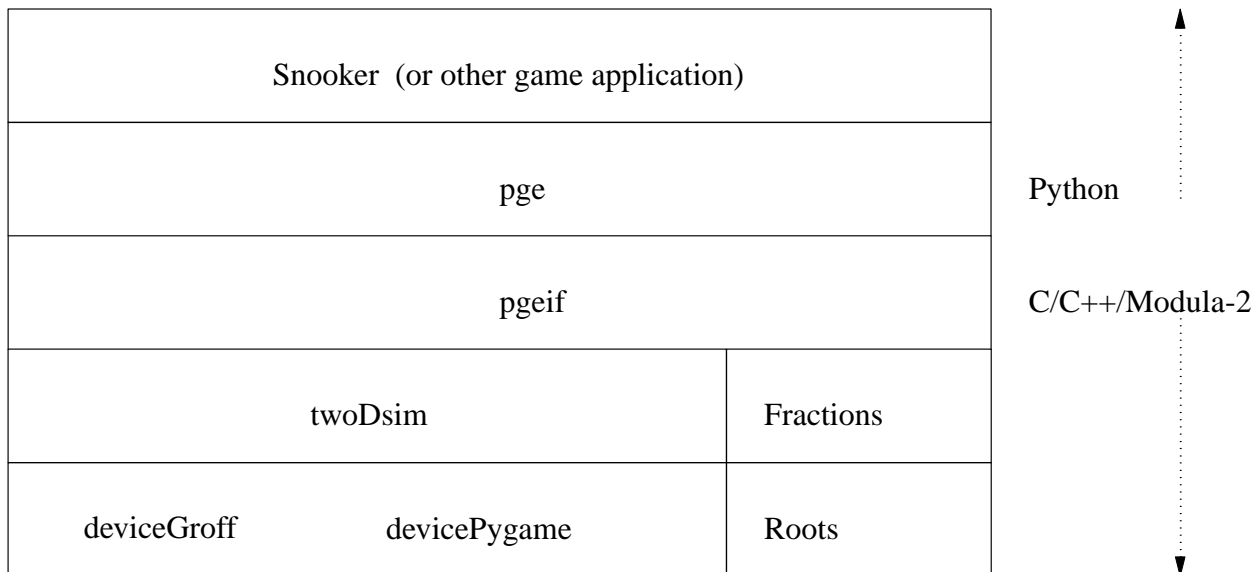 Snooker (or other game application)
pge
Python
pgeif
C/C++/Modula-2
twoDsim
Fractions
deviceGroff
devicePygame
Roots